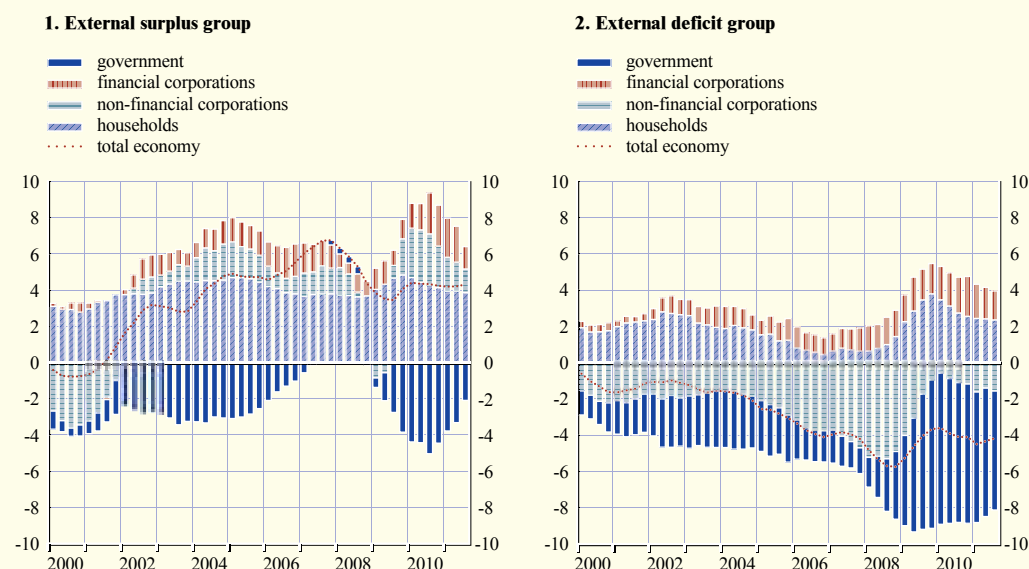 1. External surplus group
government
financial corporations
non-financial corporations
households
total economy
10 10
8 8
6 6
4 4
2 2
0 0
-2 -2
-4 -4
-6 -6
-8 -8
-10 -10
2000 2002 2004 2006 2008 2010
2. External deficit group
government
financial corporations
non-financial corporations
households
total economy
10 10
8 8
6 6
4 4
2 2
0 0
-2 -2
-4 -4
-6 -6
-8 -8
-10 -10
2000 2002 2004 2006 2008 2010